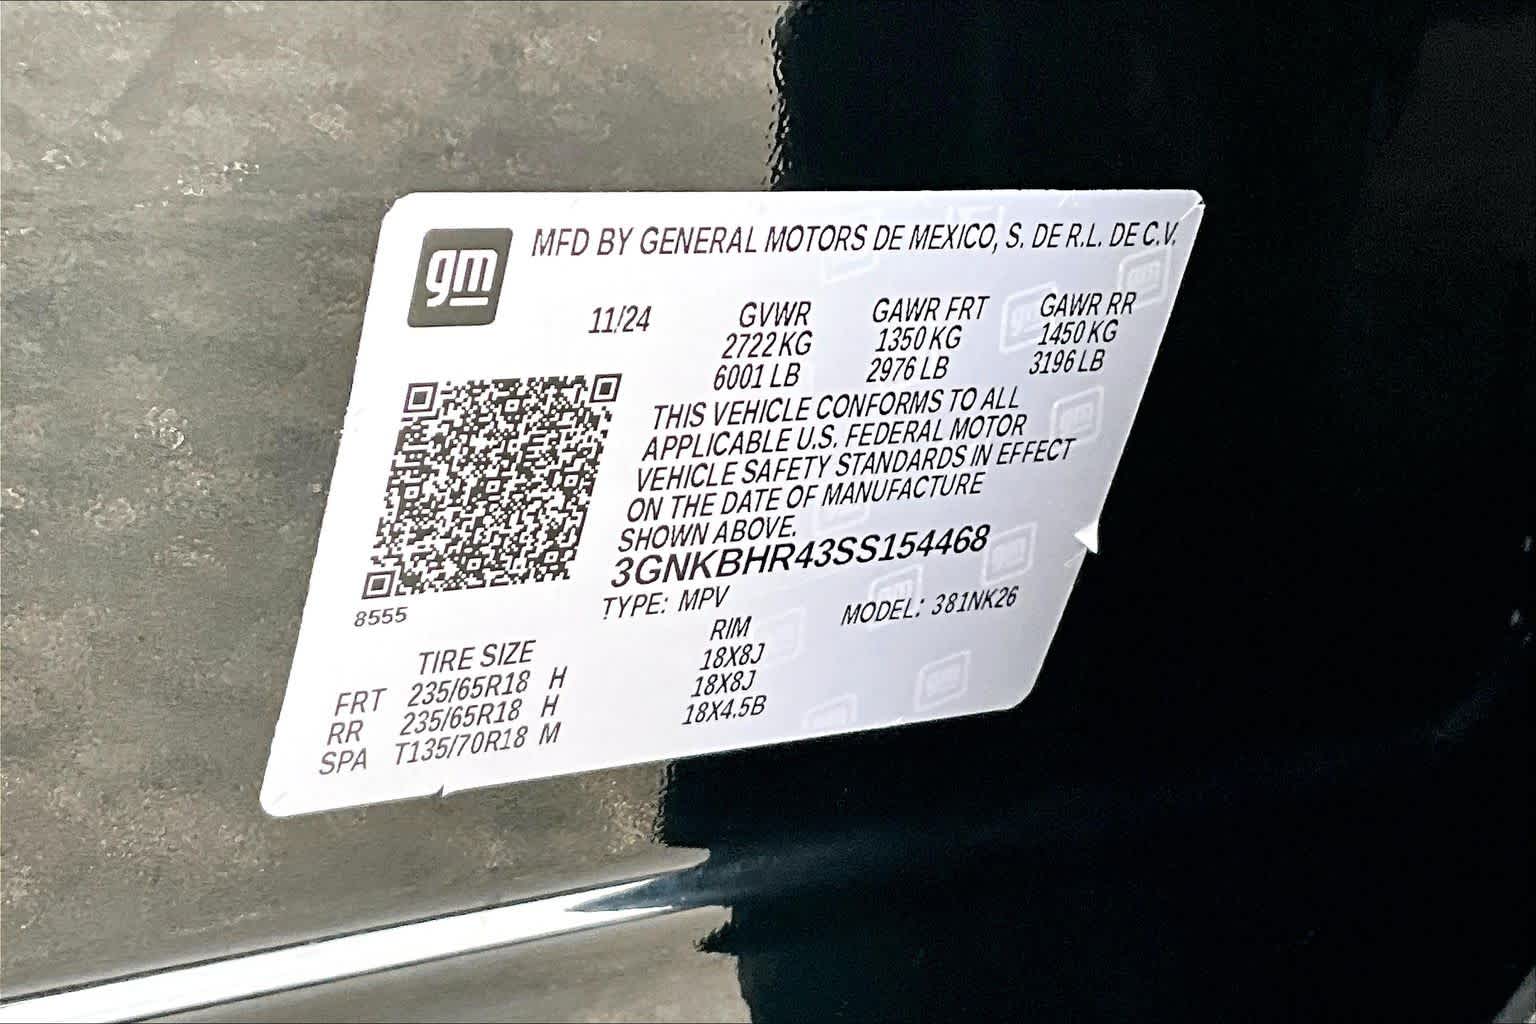 gm
MFD BY GENERAL MOTORS DE MEXICO, S. DE R.L. DE C.V.
11/24 GVWR GAWR FRT GAWR RR
2722 KG 1350 KG 1450 KG
6001 LB 2976 LB 3196 LB
THIS VEHICLE CONFORMS TO ALL
APPLICABLE U.S. FEDERAL MOTOR
VEHICLE SAFETY STANDARDS IN EFFECT
ON THE DATE OF MANUFACTURE
SHOWN ABOVE.
3GNKBHR43SS154468
8555
TYPE: MPV MODEL: 381NK26
TIRE SIZE RIM
FRT 235/65R18 H 18X8J
RR 235/65R18 H 18X8J
SPA T135/70R18 M 18X4.5B